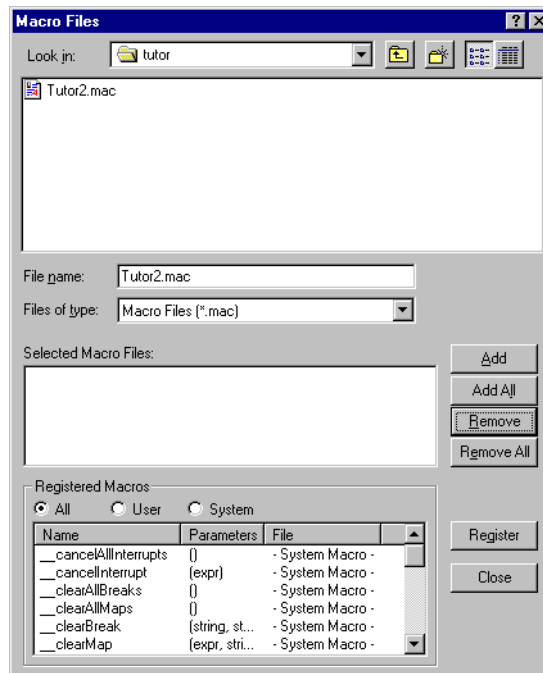 Macro Files
Look in: tutor
Tutor2.mac
File name: Tutor2.mac
Files of type: Macro Files (*.mac)
Selected Macro Files:
Add
Add All
Remove
Remove All
Registered Macros
All User System
Name Parameters File
__cancelAllInterrupts () - System Macro -
__cancelInterrupt (expr) - System Macro -
__clearAllBreaks () - System Macro -
__clearAllMaps () - System Macro -
__clearBreak (string, st... - System Macro -
__clearMap (expr, stri... - System Macro -
Register
Close